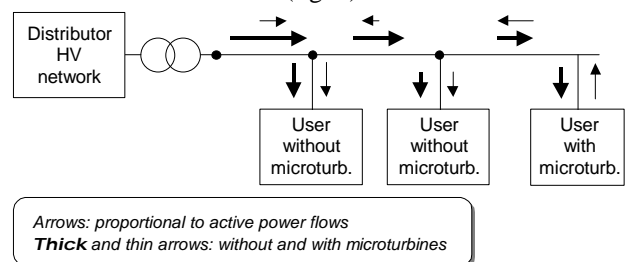 Distributor
HV
network
User
without
microturb.
User
without
microturb.
User
with
microturb.
Arrows: proportional to active power flows
Thick and thin arrows: without and with microturbines